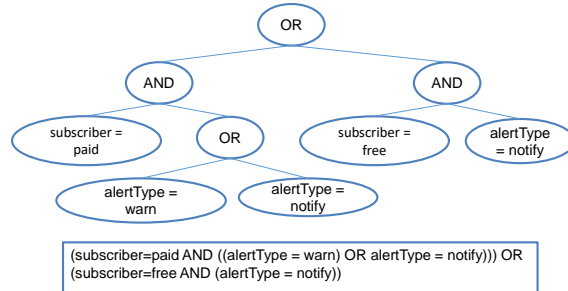 OR
AND
AND
subscriber =
paid
OR
subscriber =
free
alertType
= notify
alertType =
warn
alertType =
notify
(subscriber=paid AND ((alertType = warn) OR alertType = notify))) OR
(subscriber=free AND (alertType = notify))